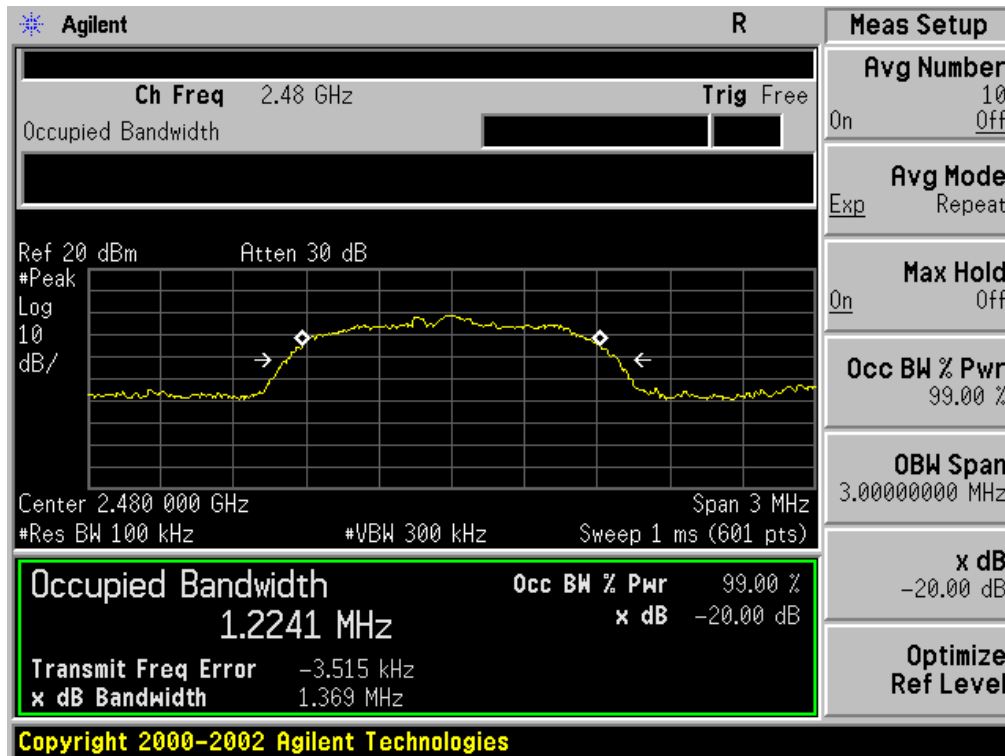 Agilent R Meas Setup
Avg Number
10
On Off
Ch Freq 2.48 GHz Trig Free
Occupied Bandwidth
Avg Mode
Exp Repeat
Ref 20 dBm Atten 30 dB
#Peak
Log
10
dB/
Max Hold
On Off
Occ BW % Pwr
99.00 %
OBW Span
3.00000000 MHz
Center 2.480 000 GHz Span 3 MHz
#Res BW 100 kHz #VBW 300 kHz Sweep 1 ms (601 pts)
x dB
-20.00 dB
Occupied Bandwidth Occ BW % Pwr 99.00 %
1.2241 MHz x dB -20.00 dB
Transmit Freq Error -3.515 kHz
x dB Bandwidth 1.369 MHz
Optimize
Ref Level
Copyright 2000-2002 Agilent Technologies